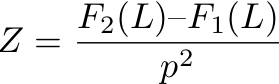 Z = \frac{F_2(L)–F_1(L)}{p^2}